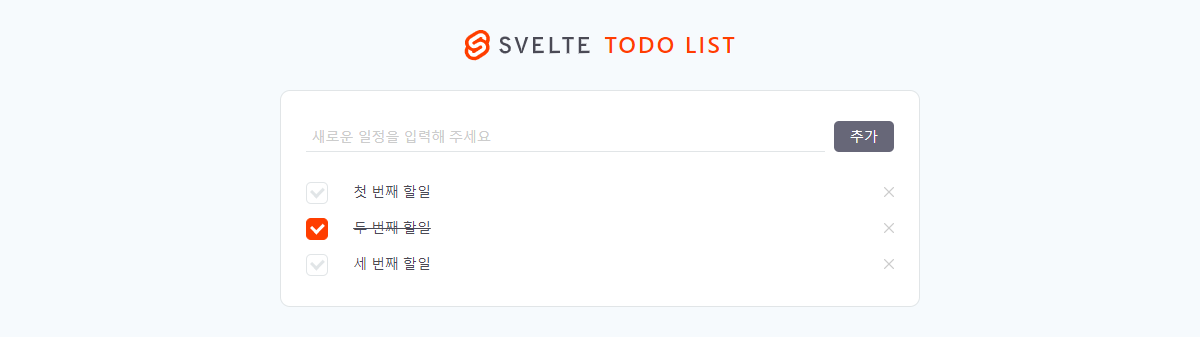 SVELTE TODO LIST
새로운 일정을 입력해 주세요
추가
첫 번째 할일
두 번째 할일
세 번째 할일